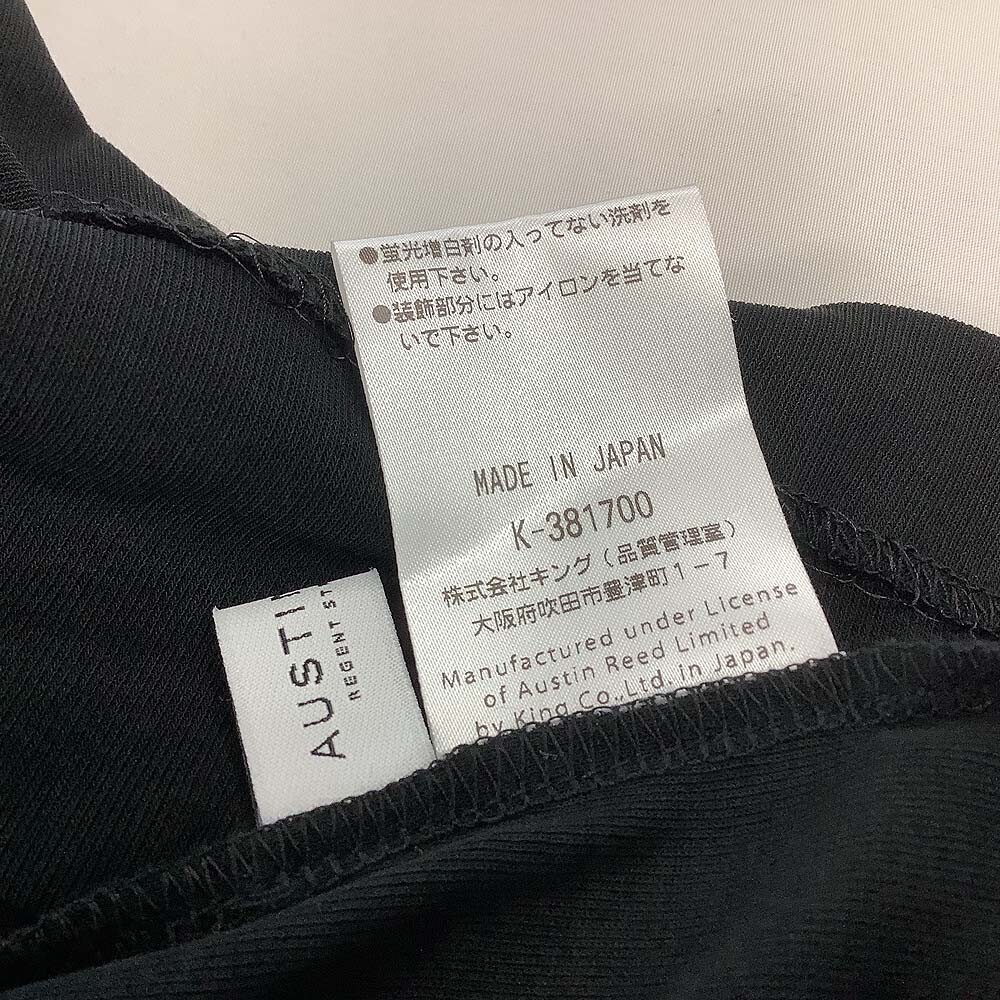 ●蛍光増白剤の入ってない洗剤を
使用下さい。
●装飾部分にはアイロンを当てな
いで下さい。
MADE IN JAPAN
K-381700
株式会社キング（品質管理室）
大阪府吹田市豊津町1-7
Manufactured under License
of Austin Reed Limited
by King Co.,Ltd. in Japan.
AUSTI
REGENT ST